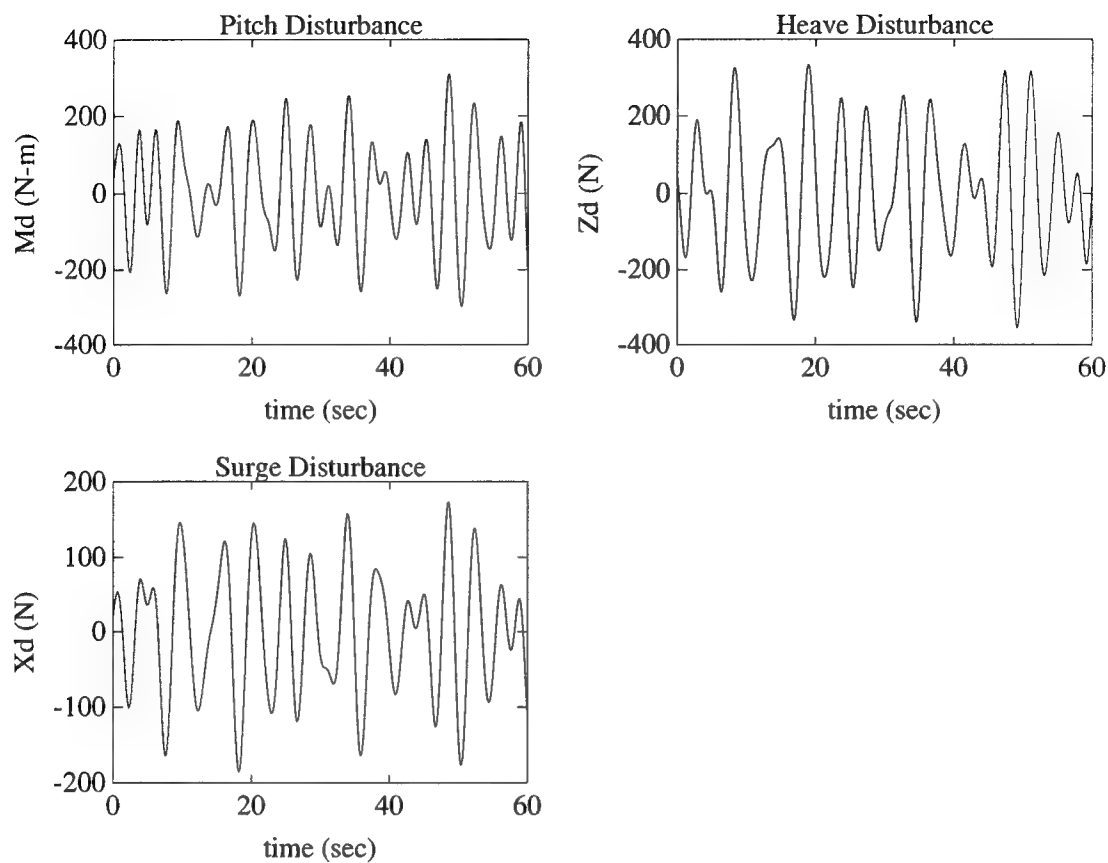 Pitch Disturbance
400
200
0
-200
-400
Md (N-m)
0 20 40 60
time (sec)
Heave Disturbance
400
200
0
-200
-400
Zd (N)
0 20 40 60
time (sec)
Surge Disturbance
200
100
0
-100
-200
Xd (N)
0 20 40 60
time (sec)